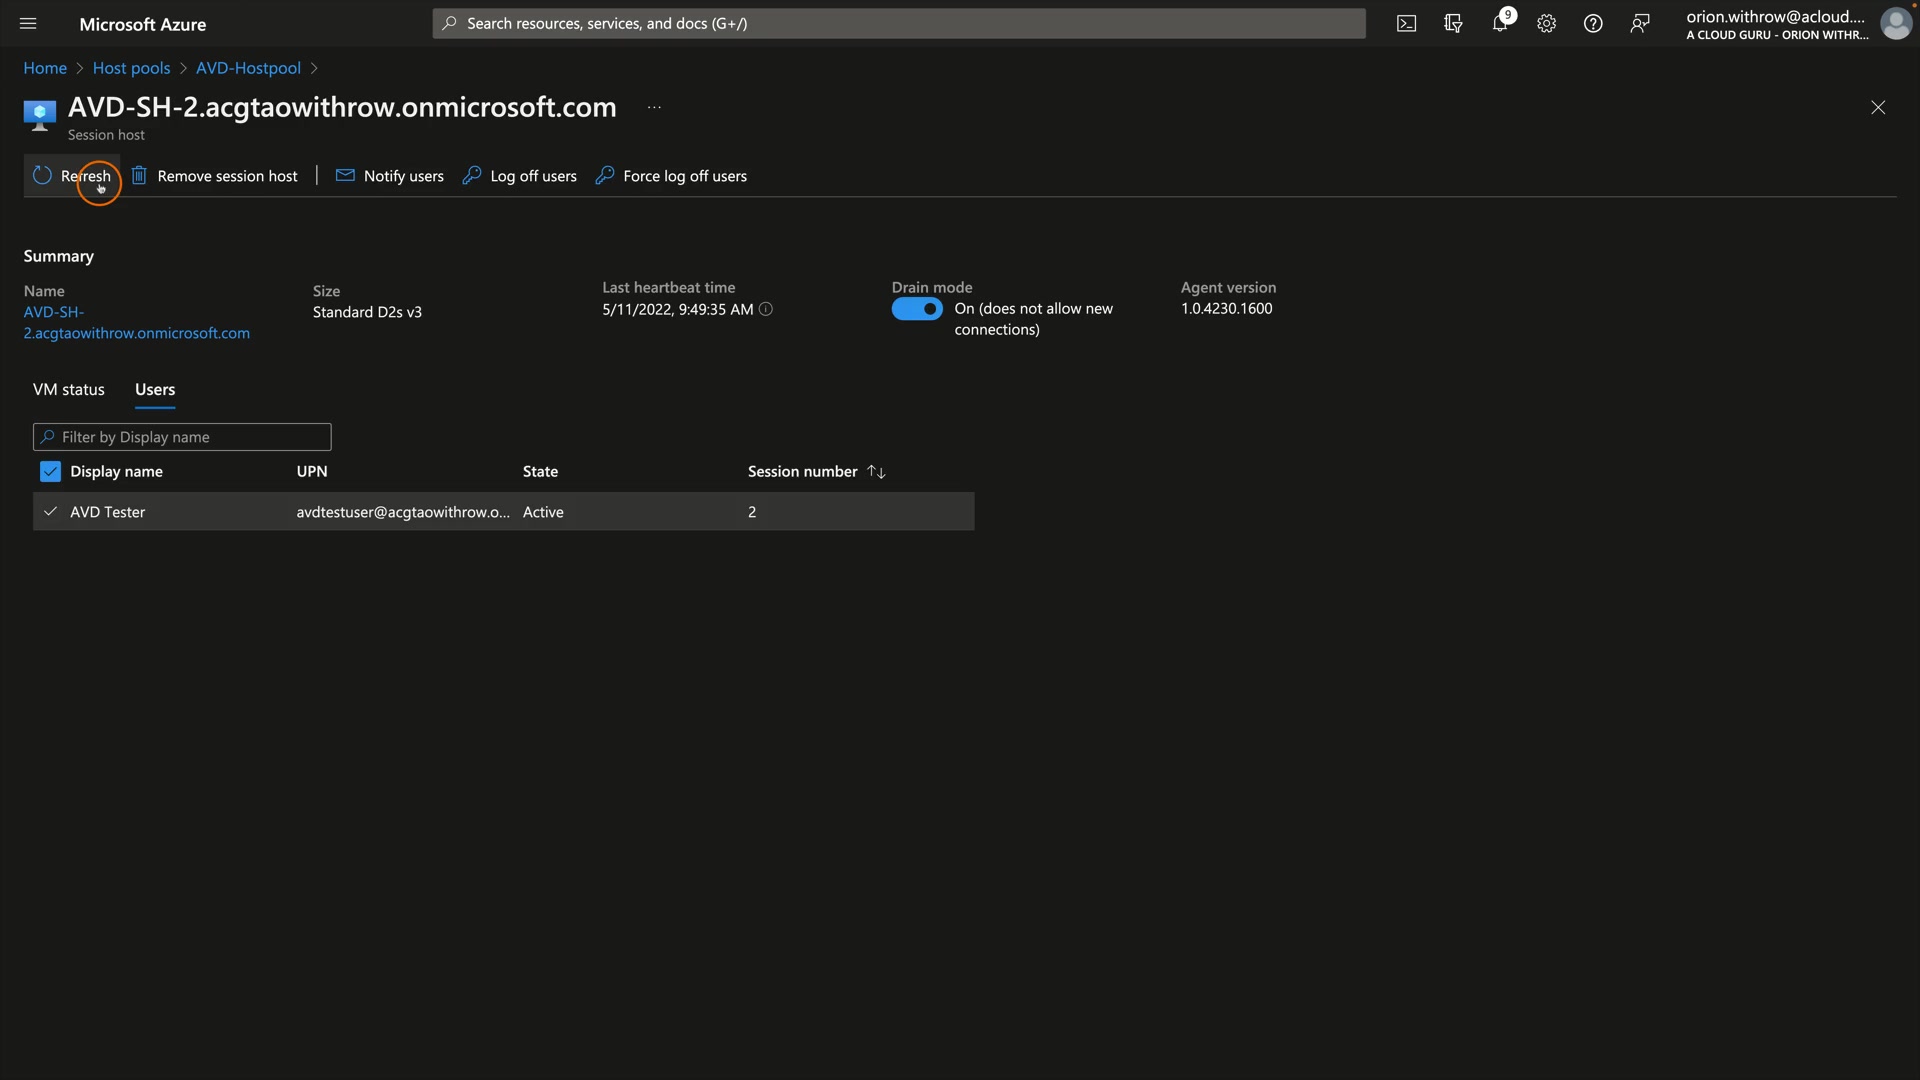 Microsoft Azure
Search resources, services, and docs (G+/)
9
orion.withrow@acloud....
A CLOUD GURU - ORION WITHR...
Home > Host pools > AVD-Hostpool >
AVD-SH-2.acgtaowithrow.onmicrosoft.com ...
Session host
Refresh
Remove session host
Notify users
Log off users
Force log off users
Summary
Name
AVD-SH-
2.acgtaowithrow.onmicrosoft.com
Size
Standard D2s v3
Last heartbeat time
5/11/2022, 9:49:35 AM
Drain mode
On (does not allow new
connections)
Agent version
1.0.4230.1600
VM status
Users
Filter by Display name
Display name UPN State Session number
AVD Tester avdtestuser@acgtaowithrow.o... Active 2